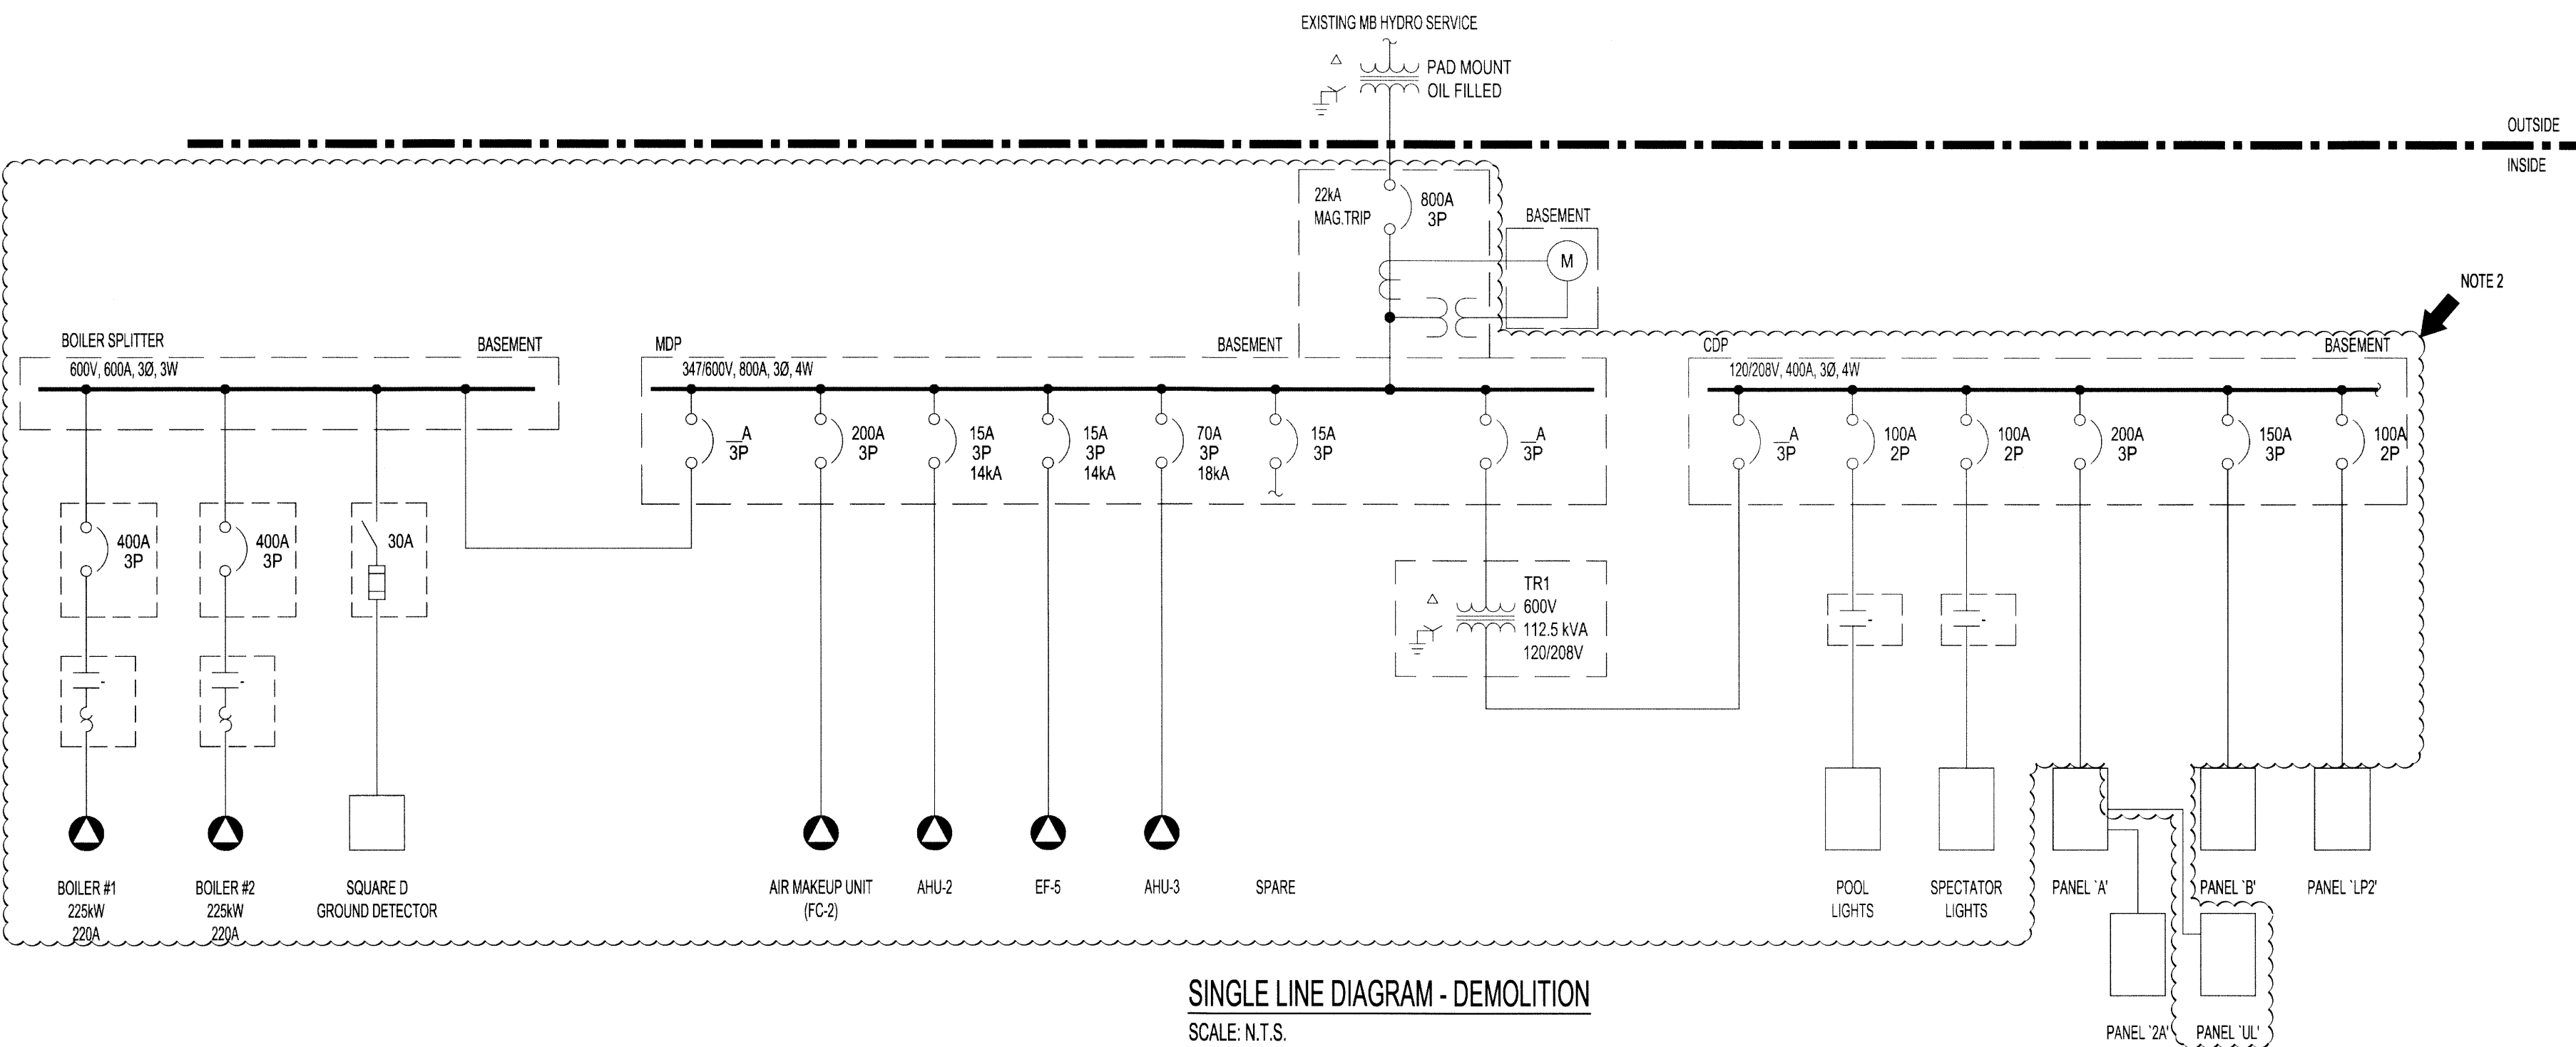 EXISTING MB HYDRO SERVICE
PAD MOUNT
OIL FILLED
OUTSIDE
INSIDE
22kA
MAG.TRIP
800A
3P
BASEMENT
M
NOTE 2
BOILER SPLITTER
BASEMENT
600V, 600A, 3Ø, 3W
MDP
BASEMENT
347/600V, 800A, 3Ø, 4W
CDP
BASEMENT
120/208V, 400A, 3Ø, 4W
__A
3P
200A
3P
15A
3P
14kA
15A
3P
14kA
70A
3P
18kA
15A
3P
__A
3P
__A
3P
100A
2P
100A
2P
200A
3P
150A
3P
100A
2P
400A
3P
400A
3P
30A
TR1
600V
112.5 kVA
120/208V
BOILER #1
225kW
220A
BOILER #2
225kW
220A
SQUARE D
GROUND DETECTOR
AIR MAKEUP UNIT
(FC-2)
AHU-2
EF-5
AHU-3
SPARE
POOL
LIGHTS
SPECTATOR
LIGHTS
PANEL `A'
PANEL `B'
PANEL `LP2'
PANEL `2A'
PANEL `UL'
SINGLE LINE DIAGRAM - DEMOLITION
SCALE: N.T.S.